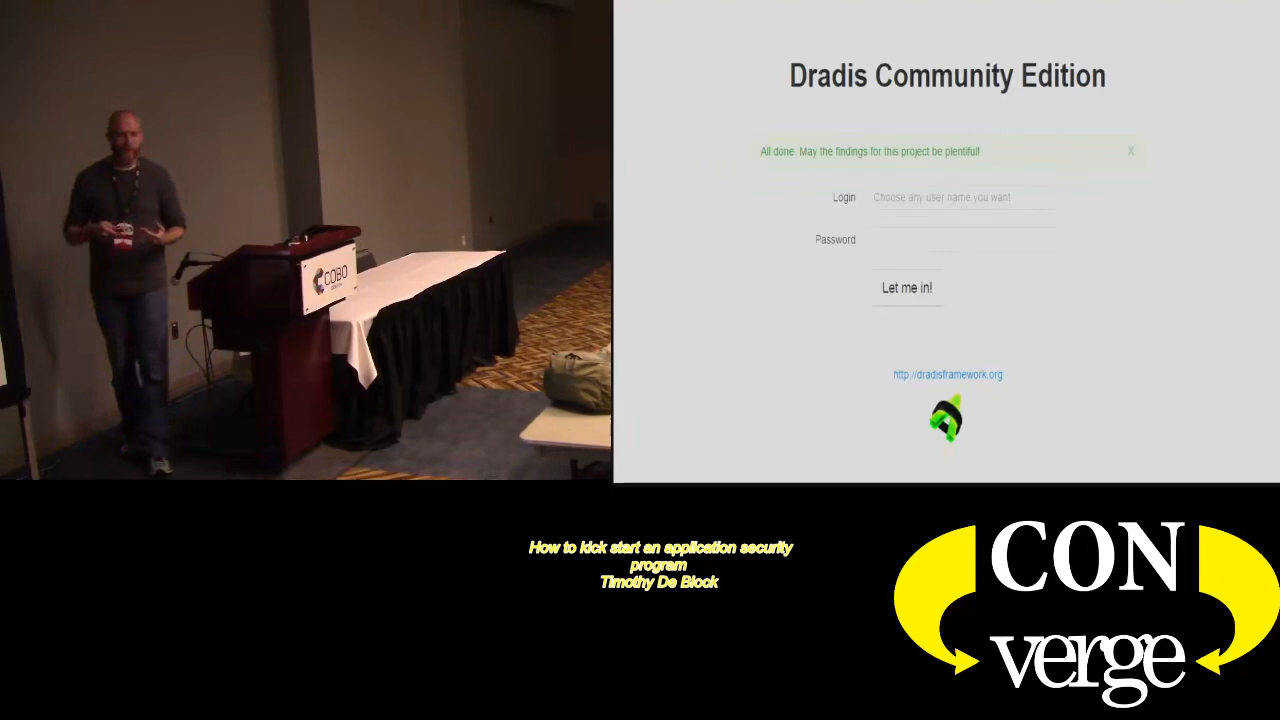 Dradis Community Edition
All done. May the findings for this project be plentiful!
X
Login
Choose any user name you want
Password
Let me in!
http://dradisframework.org
COBO
How to kick start an application security
program
Timothy De Block
CON
verge